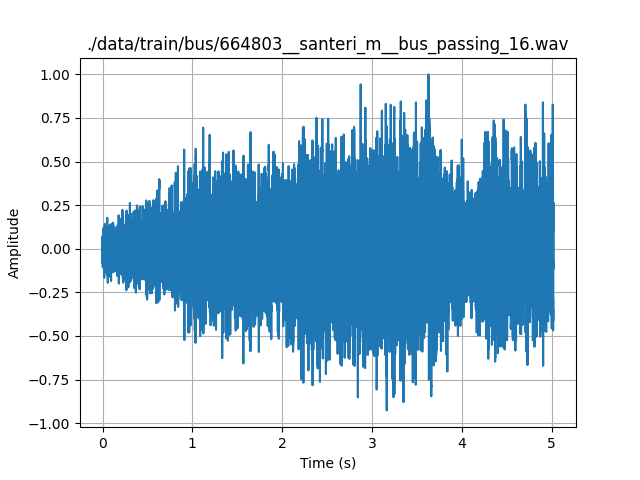 ./data/train/bus/664803__santeri_m__bus_passing_16.wav
1.00
0.75
0.50
0.25
0.00
−0.25
−0.50
−0.75
−1.00
Amplitude
0 1 2 3 4 5
Time (s)